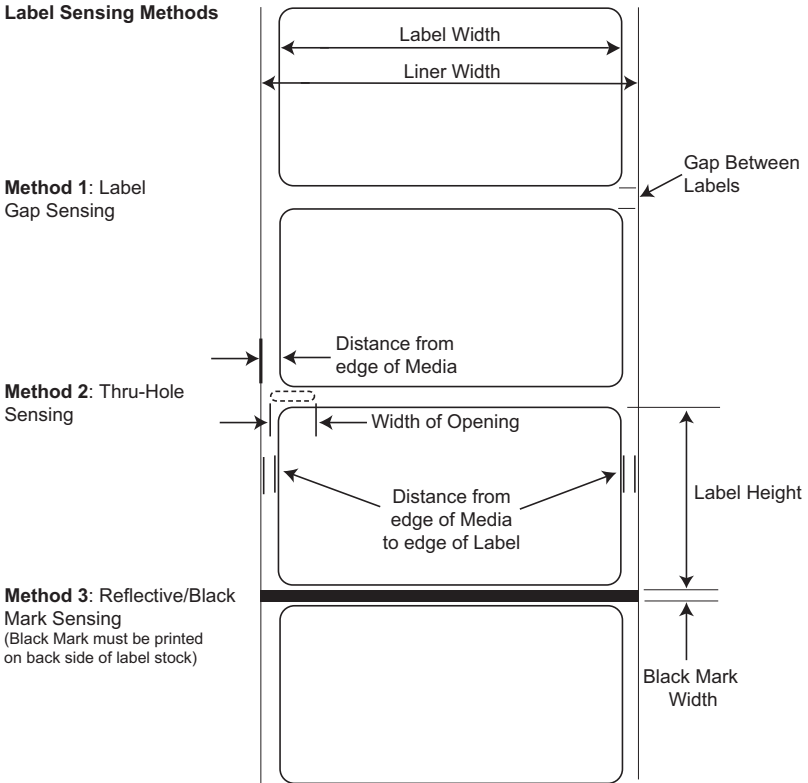 Label Sensing Methods
Label Width
Liner Width
Gap Between
Labels
Method 1: Label
Gap Sensing
Distance from
edge of Media
Method 2: Thru-Hole
Sensing
Width of Opening
Distance from
edge of Media
to edge of Label
Label Height
Method 3: Reflective/Black
Mark Sensing
(Black Mark must be printed
on back side of label stock)
Black Mark
Width